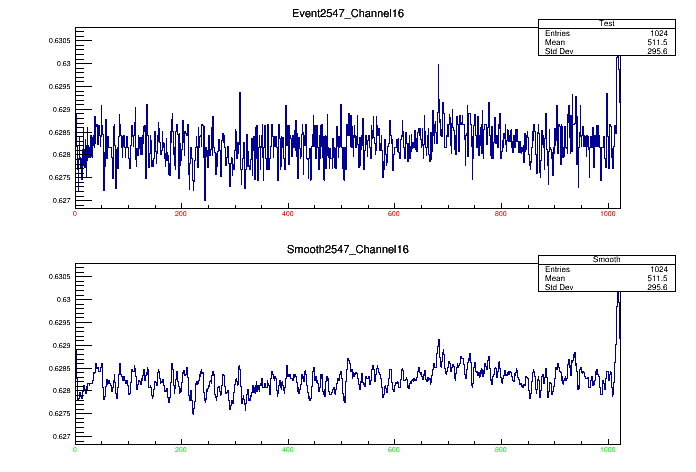 Event2547_Channel16
Test
Entries 1024
Mean 511.5
Std Dev 295.6
0.6305
0.63
0.6295
0.629
0.6285
0.628
0.6275
0.627
0 200 400 600 800 1000
Smooth2547_Channel16
Smooth
Entries 1024
Mean 511.5
Std Dev 295.6
0.6305
0.63
0.6295
0.629
0.6285
0.628
0.6275
0.627
0 200 400 600 800 1000